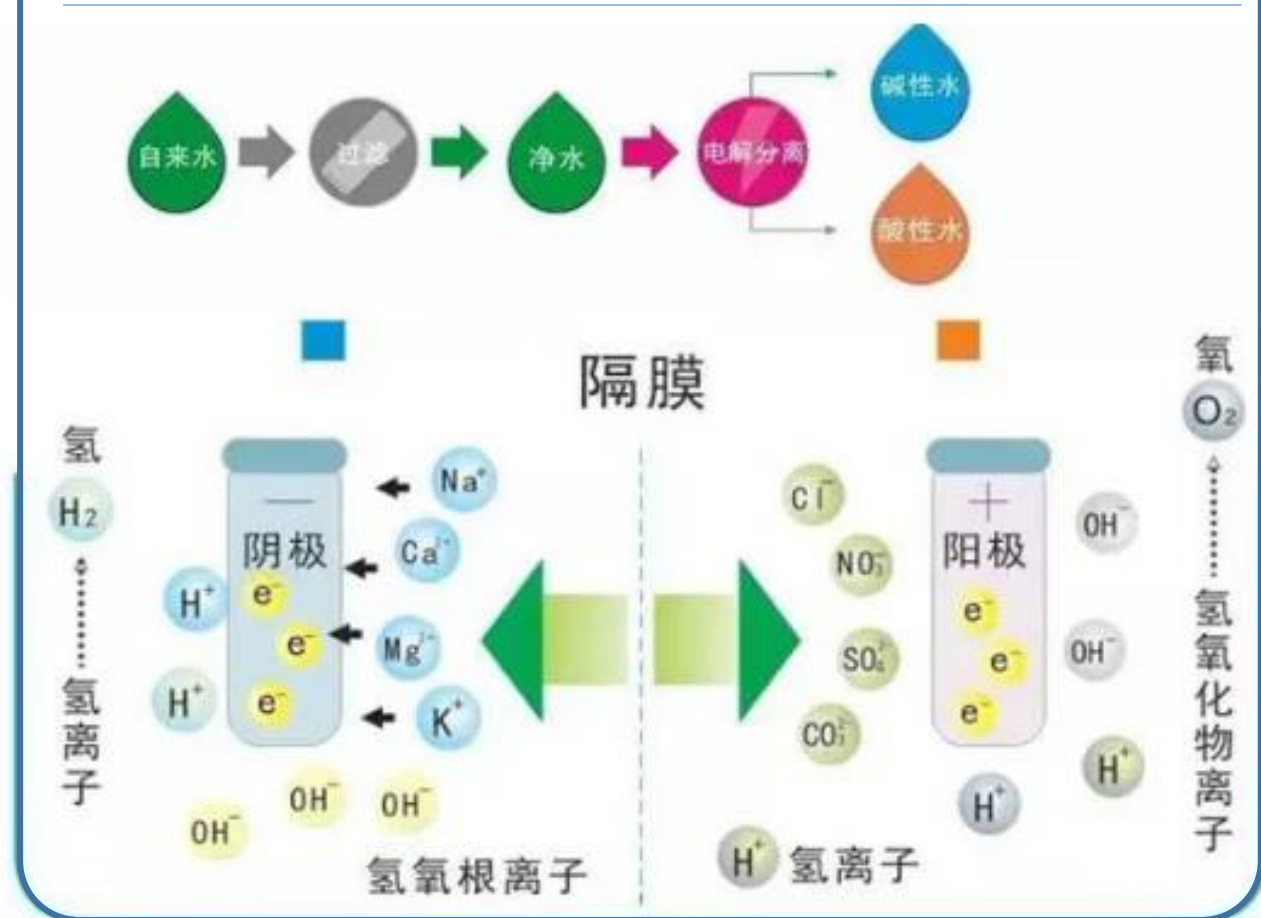 自来水
过滤
净水
电解分离
碱性水
酸性水
隔膜
氢
H₂
氢离子
阴极
H⁺
H⁺
e⁻
e⁻
e⁻
Na⁺
Ca²⁺
Mg²⁺
K⁺
OH⁻
OH⁻
OH⁻
氢氧根离子
Cl⁻
NO₃⁻
SO₄²⁻
CO₃²⁻
+
阳极
e⁻
e⁻
e⁻
OH⁻
OH⁻
H⁺
H⁺
H⁺ 氢离子
氧
O₂
氢氧化物离子